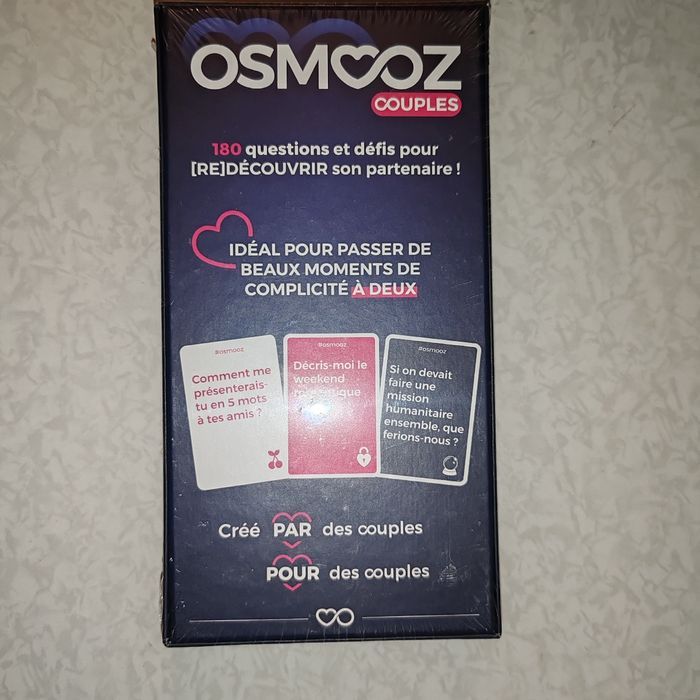 OSMOOZ
COUPLES
180 questions et défis pour
[RE]DÉCOUVRIR son partenaire !
IDÉAL POUR PASSER DE
BEAUX MOMENTS DE
COMPLICITÉ À DEUX
#osmooz
Comment me
présenterais-
tu en 5 mots
à tes amis ?
#osmooz
Décris-moi le
weekend
#osmooz
Si on devait
faire une
mission
humanitaire
ensemble, que
ferions-nous ?
Créé PAR des couples
POUR des couples